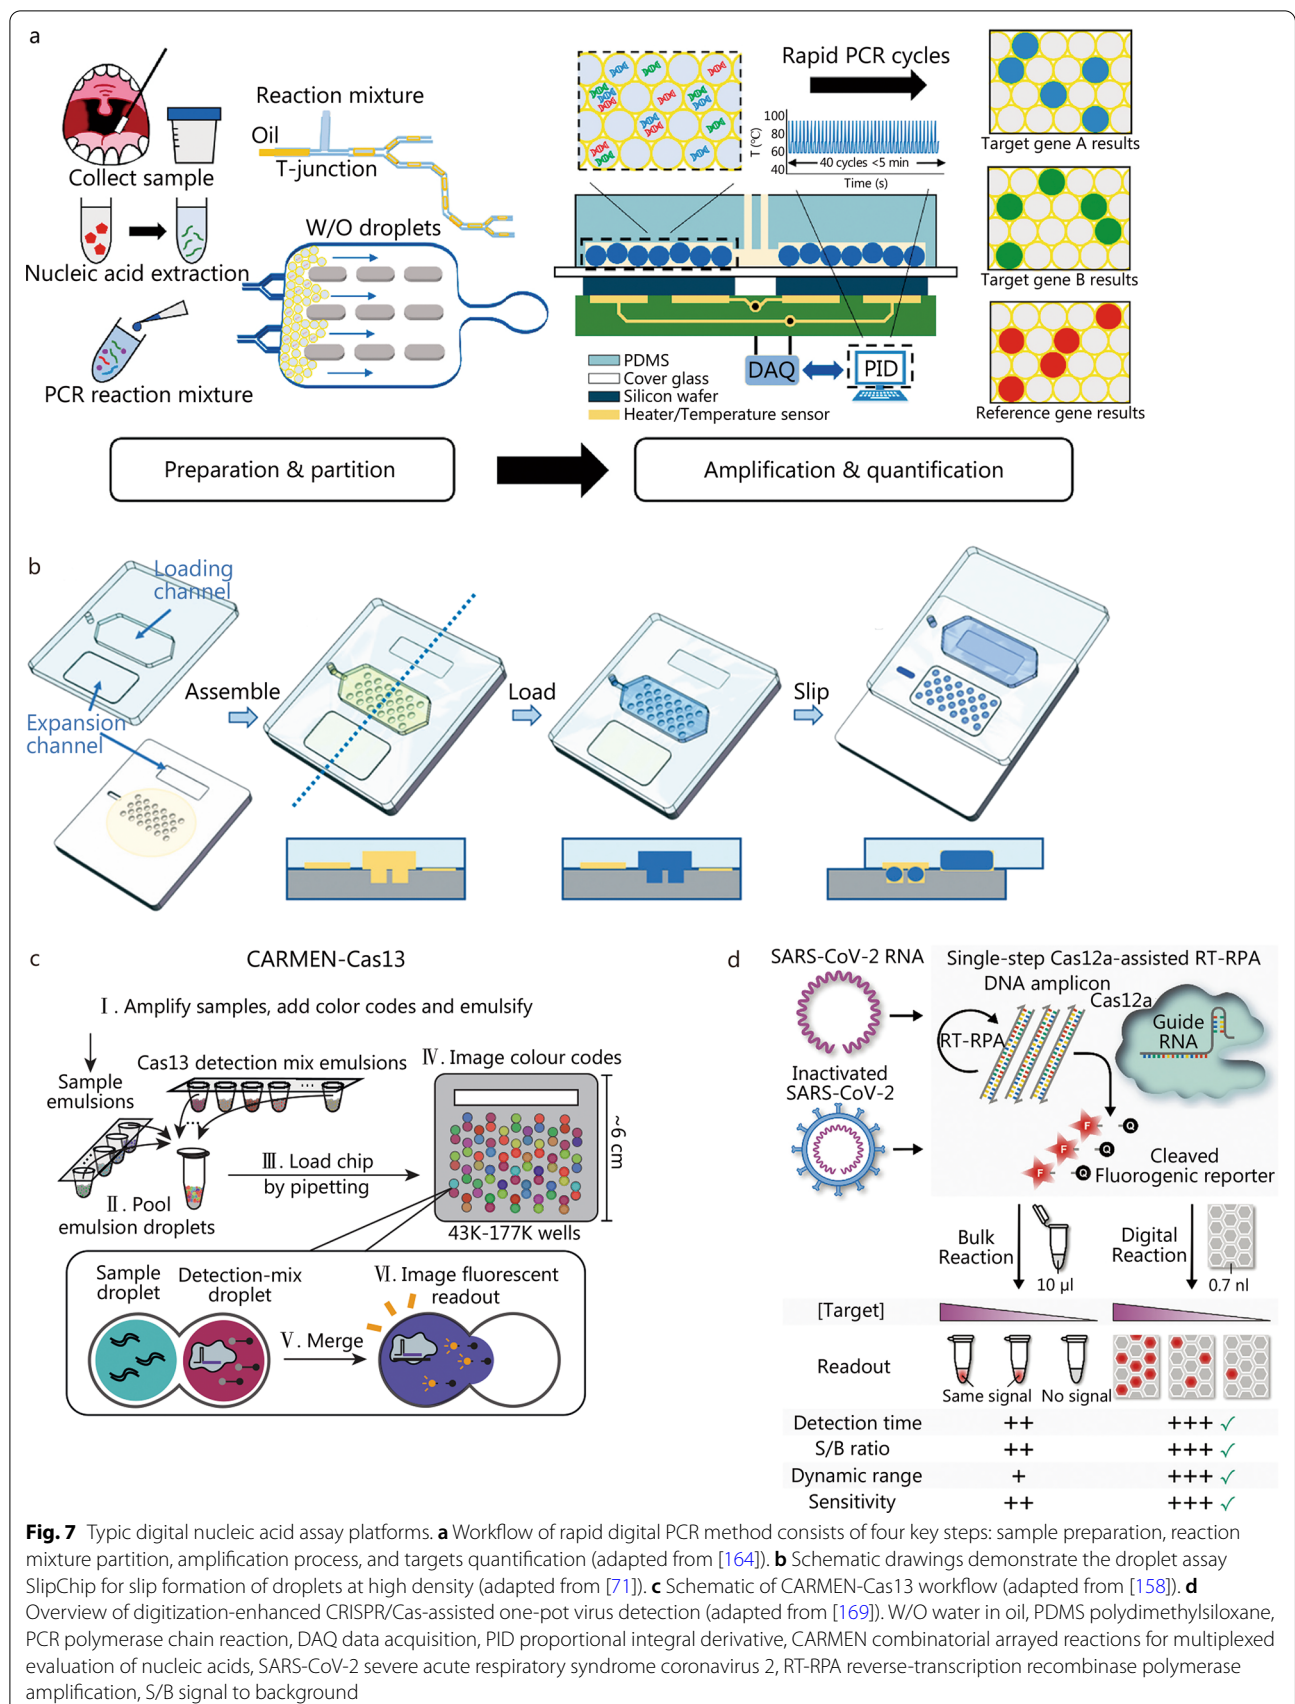 a
Collect sample
Nucleic acid extraction
PCR reaction mixture
Reaction mixture
Oil
T-junction
W/O droplets
Rapid PCR cycles
T (℃)
100
80
60
40
40 cycles <5 min
Time (s)
DAQ
PID
PDMS
Cover glass
Silicon wafer
Heater/Temperature sensor
Target gene A results
Target gene B results
Reference gene results
Preparation & partition
Amplification & quantification
b
Loading
channel
Expansion
channel
Assemble
Load
Slip
c
CARMEN-Cas13
Ⅰ. Amplify samples, add color codes and emulsify
Sample
emulsions
Cas13 detection mix emulsions
Ⅱ. Pool
emulsion droplets
Ⅲ. Load chip
by pipetting
Ⅳ. Image colour codes
~6 cm
43K-177K wells
Sample
droplet
Detection-mix
droplet
Ⅴ. Merge
Ⅵ. Image fluorescent
readout
d
SARS-CoV-2 RNA
Inactivated
SARS-CoV-2
Single-step Cas12a-assisted RT-RPA
DNA amplicon
RT-RPA
Cas12a
Guide
RNA
F Q
F Q
F Q
Cleaved
Fluorogenic reporter
Bulk
Reaction
10 µl
Digital
Reaction
0.7 nl
[Target]
Readout
Same signal No signal
Detection time ++ +++ ✓
S/B ratio ++ +++ ✓
Dynamic range + +++ ✓
Sensitivity ++ +++ ✓
Fig. 7 Typic digital nucleic acid assay platforms. a Workflow of rapid digital PCR method consists of four key steps: sample preparation, reaction
mixture partition, amplification process, and targets quantification (adapted from [164]). b Schematic drawings demonstrate the droplet assay
SlipChip for slip formation of droplets at high density (adapted from [71]). c Schematic of CARMEN-Cas13 workflow (adapted from [158]). d
Overview of digitization-enhanced CRISPR/Cas-assisted one-pot virus detection (adapted from [169]). W/O water in oil, PDMS polydimethylsiloxane,
PCR polymerase chain reaction, DAQ data acquisition, PID proportional integral derivative, CARMEN combinatorial arrayed reactions for multiplexed
evaluation of nucleic acids, SARS-CoV-2 severe acute respiratory syndrome coronavirus 2, RT-RPA reverse-transcription recombinase polymerase
amplification, S/B signal to background